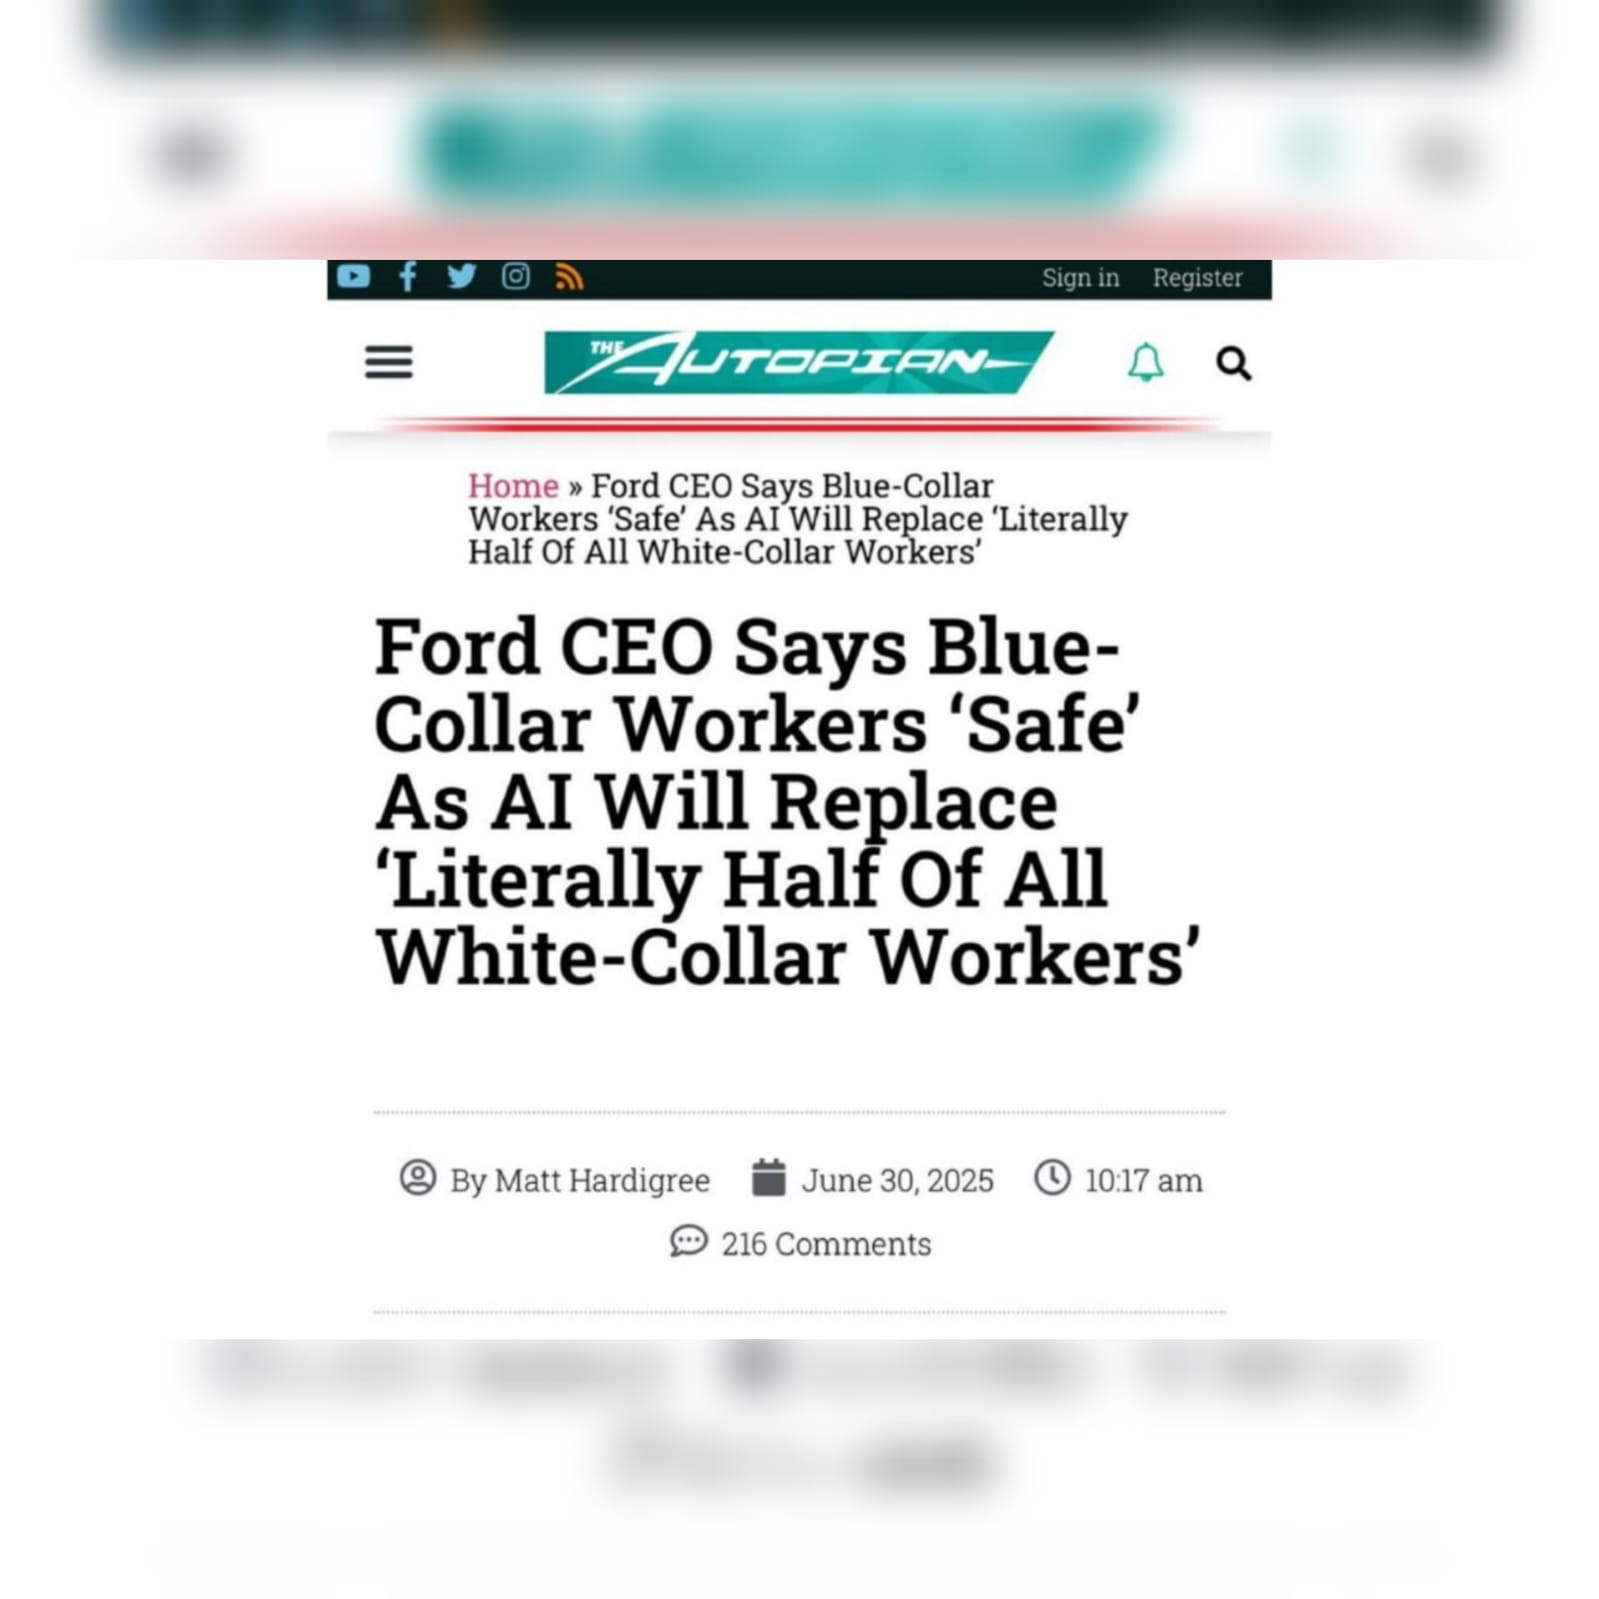 Sign in Register
THE AUTOPIAN
Home » Ford CEO Says Blue-Collar
Workers ‘Safe’ As AI Will Replace ‘Literally
Half Of All White-Collar Workers’
Ford CEO Says Blue-
Collar Workers ‘Safe’
As AI Will Replace
‘Literally Half Of All
White-Collar Workers’
By Matt Hardigree June 30, 2025 10:17 am
216 Comments